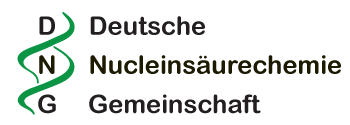 D Deutsche
N Nucleinsäurechemie
G Gemeinschaft